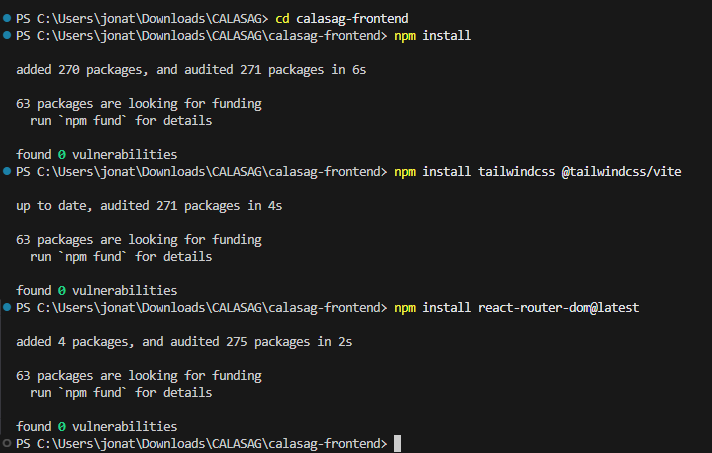 PS C:\Users\jonat\Downloads\CALASAG> cd calasag-frontend
PS C:\Users\jonat\Downloads\CALASAG\calasag-frontend> npm install
added 270 packages, and audited 271 packages in 6s
63 packages are looking for funding
  run `npm fund` for details
found 0 vulnerabilities
PS C:\Users\jonat\Downloads\CALASAG\calasag-frontend> npm install tailwindcss @tailwindcss/vite
up to date, audited 271 packages in 4s
63 packages are looking for funding
  run `npm fund` for details
found 0 vulnerabilities
PS C:\Users\jonat\Downloads\CALASAG\calasag-frontend> npm install react-router-dom@latest
added 4 packages, and audited 275 packages in 2s
63 packages are looking for funding
  run `npm fund` for details
found 0 vulnerabilities
PS C:\Users\jonat\Downloads\CALASAG\calasag-frontend>